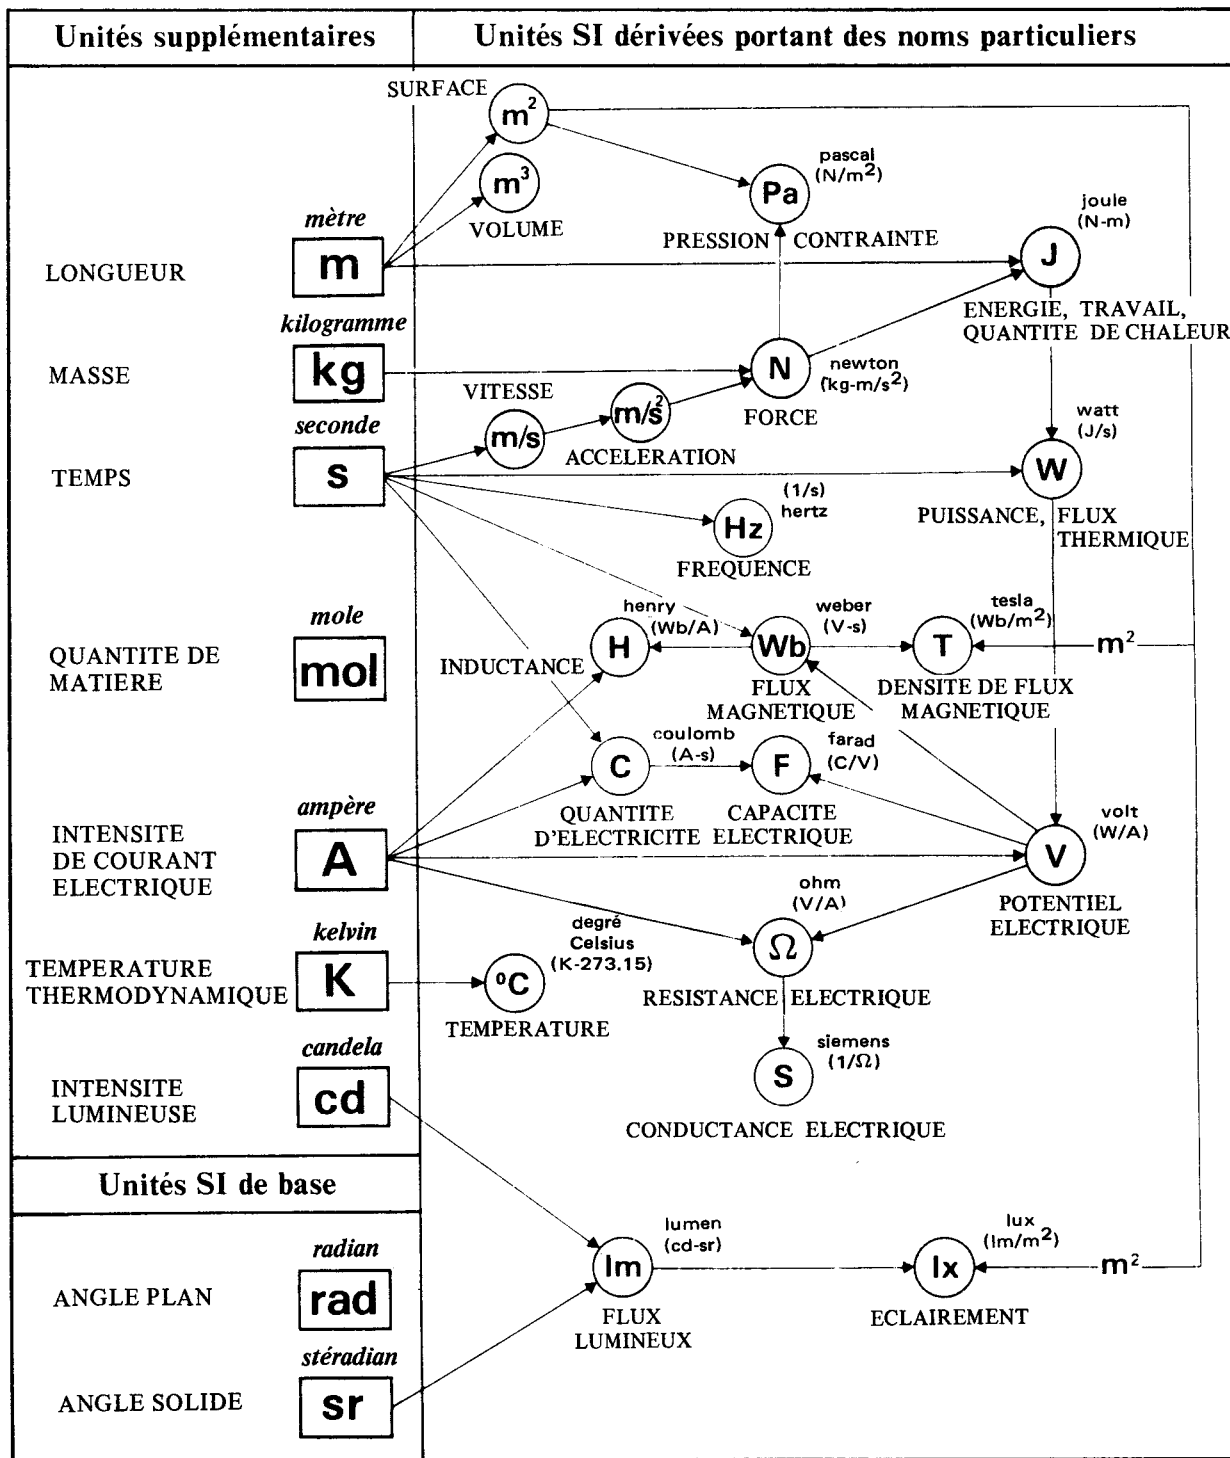 Unités supplémentaires
Unités SI dérivées portant des noms particuliers
SURFACE
m²
m³
VOLUME
pascal
(N/m²)
Pa
PRESSION CONTRAINTE
joule
(N-m)
J
ENERGIE, TRAVAIL,
QUANTITE DE CHALEUR
mètre
LONGUEUR
m
kilogramme
MASSE
kg
N
newton
(kg-m/s²)
FORCE
VITESSE
m/s
m/s²
ACCELERATION
seconde
TEMPS
s
watt
(J/s)
W
PUISSANCE, FLUX
THERMIQUE
(1/s)
hertz
Hz
FREQUENCE
mole
QUANTITE DE
MATIERE
mol
henry
(Wb/A)
H
INDUCTANCE
weber
(V-s)
Wb
FLUX
MAGNETIQUE
tesla
(Wb/m²)
T
m²
DENSITE DE FLUX
MAGNETIQUE
coulomb
(A-s)
C
QUANTITE
D'ELECTRICITE
farad
(C/V)
F
CAPACITE
ELECTRIQUE
ampère
INTENSITE
DE COURANT
ELECTRIQUE
A
volt
(W/A)
V
POTENTIEL
ELECTRIQUE
ohm
(V/A)
Ω
RESISTANCE ELECTRIQUE
kelvin
TEMPERATURE
THERMODYNAMIQUE
K
degré
Celsius
(K-273.15)
°C
TEMPERATURE
siemens
(1/Ω)
S
CONDUCTANCE ELECTRIQUE
candela
INTENSITE
LUMINEUSE
cd
Unités SI de base
radian
ANGLE PLAN
rad
lumen
(cd-sr)
lm
FLUX
LUMINEUX
lux
(lm/m²)
lx
m²
ECLAIREMENT
stéradian
ANGLE SOLIDE
sr